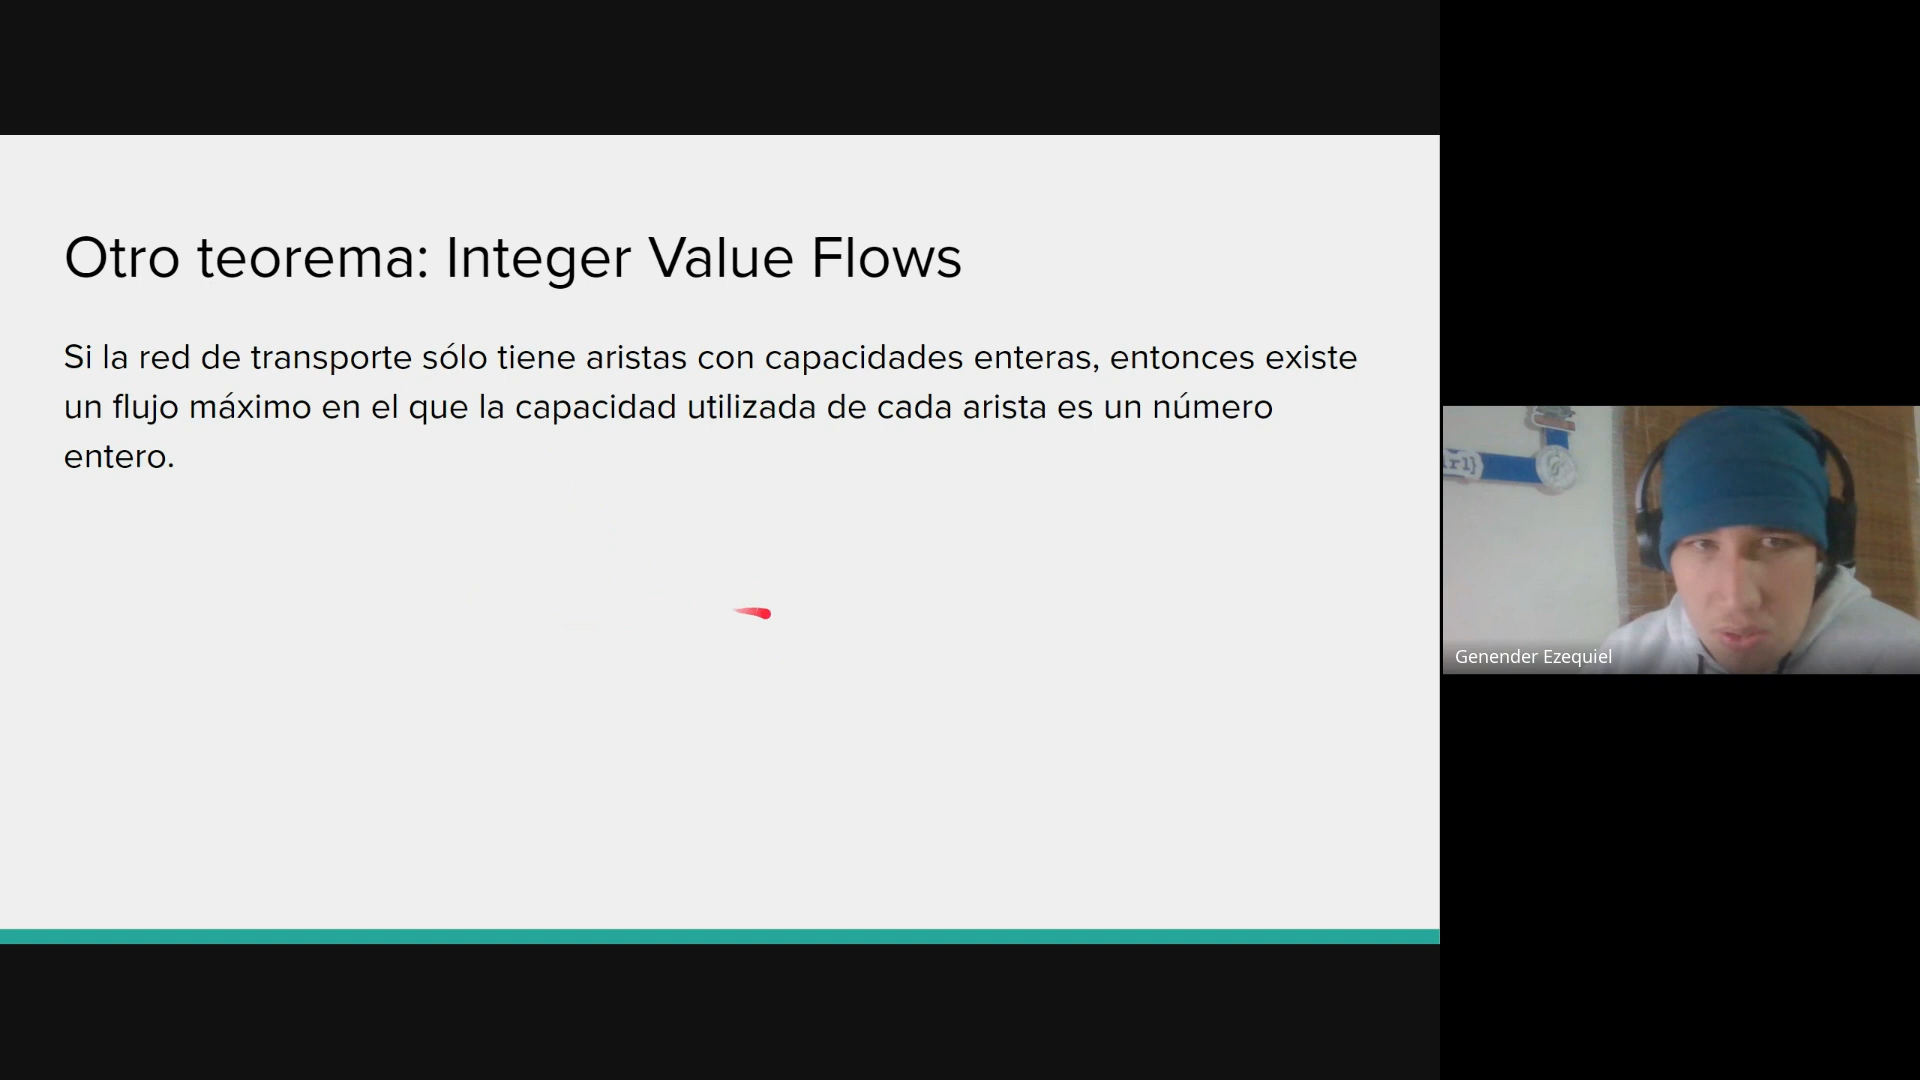 Otro teorema: Integer Value Flows
Si la red de transporte sólo tiene aristas con capacidades enteras, entonces existe
un flujo máximo en el que la capacidad utilizada de cada arista es un número
entero.
Genender Ezequiel